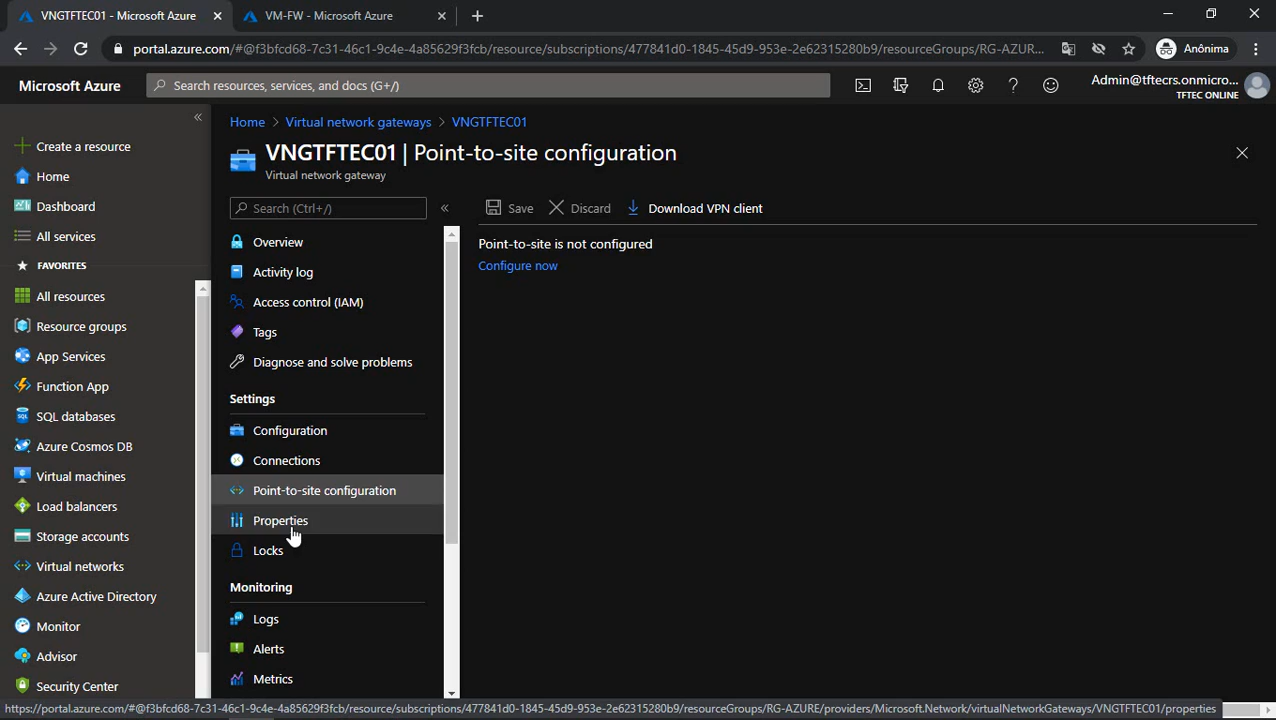 VNGTFTEC01 - Microsoft Azure
VM-FW - Microsoft Azure
portal.azure.com/#@f3bfcd68-7c31-46c1-9c4e-4a85629f3fcb/resource/subscriptions/477841d0-1845-45d9-953e-2e62315280b9/resourceGroups/RG-AZUR...
Anônima
Microsoft Azure
Search resources, services, and docs (G+/)
Admin@tftecrs.onmicro...
TFTEC ONLINE
Create a resource
Home
Dashboard
All services
FAVORITES
All resources
Resource groups
App Services
Function App
SQL databases
Azure Cosmos DB
Virtual machines
Load balancers
Storage accounts
Virtual networks
Azure Active Directory
Monitor
Advisor
Security Center
Home > Virtual network gateways > VNGTFTEC01
VNGTFTEC01 | Point-to-site configuration
Virtual network gateway
Search (Ctrl+/)
Overview
Activity log
Access control (IAM)
Tags
Diagnose and solve problems
Settings
Configuration
Connections
Point-to-site configuration
Properties
Locks
Monitoring
Logs
Alerts
Metrics
Save
Discard
Download VPN client
Point-to-site is not configured
Configure now
https://portal.azure.com/#@f3bfcd68-7c31-46c1-9c4e-4a85629f3fcb/resource/subscriptions/477841d0-1845-45d9-953e-2e62315280b9/resourceGroups/RG-AZURE/providers/Microsoft.Network/virtualNetworkGateways/VNGTFTEC01/properties